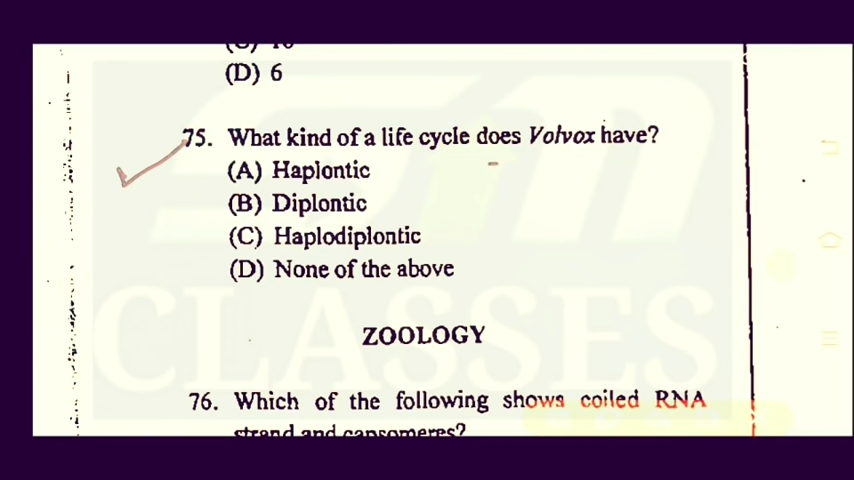 (D) 6
75. What kind of a life cycle does Volvox have?
(A) Haplontic
(B) Diplontic
(C) Haplodiplontic
(D) None of the above
ZOOLOGY
CLASSES
76. Which of the following shows coiled RNA
strand and capsomeres?